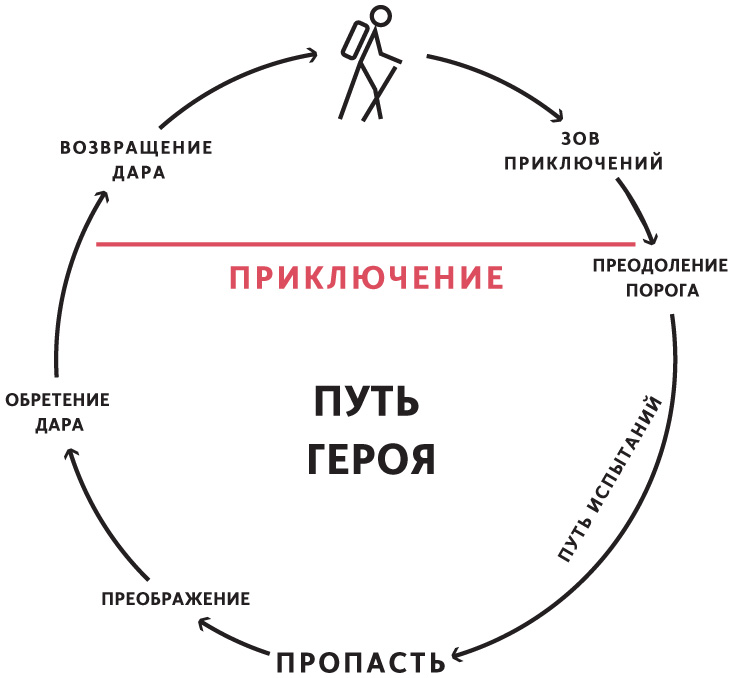 ЗОВ
ПРИКЛЮЧЕНИЙ
ПРЕОДОЛЕНИЕ
ПОРОГА
ПУТЬ ИСПЫТАНИЙ
ПРОПАСТЬ
ПРЕОБРАЖЕНИЕ
ОБРЕТЕНИЕ
ДАРА
ВОЗВРАЩЕНИЕ
ДАРА
ПРИКЛЮЧЕНИЕ
ПУТЬ
ГЕРОЯ